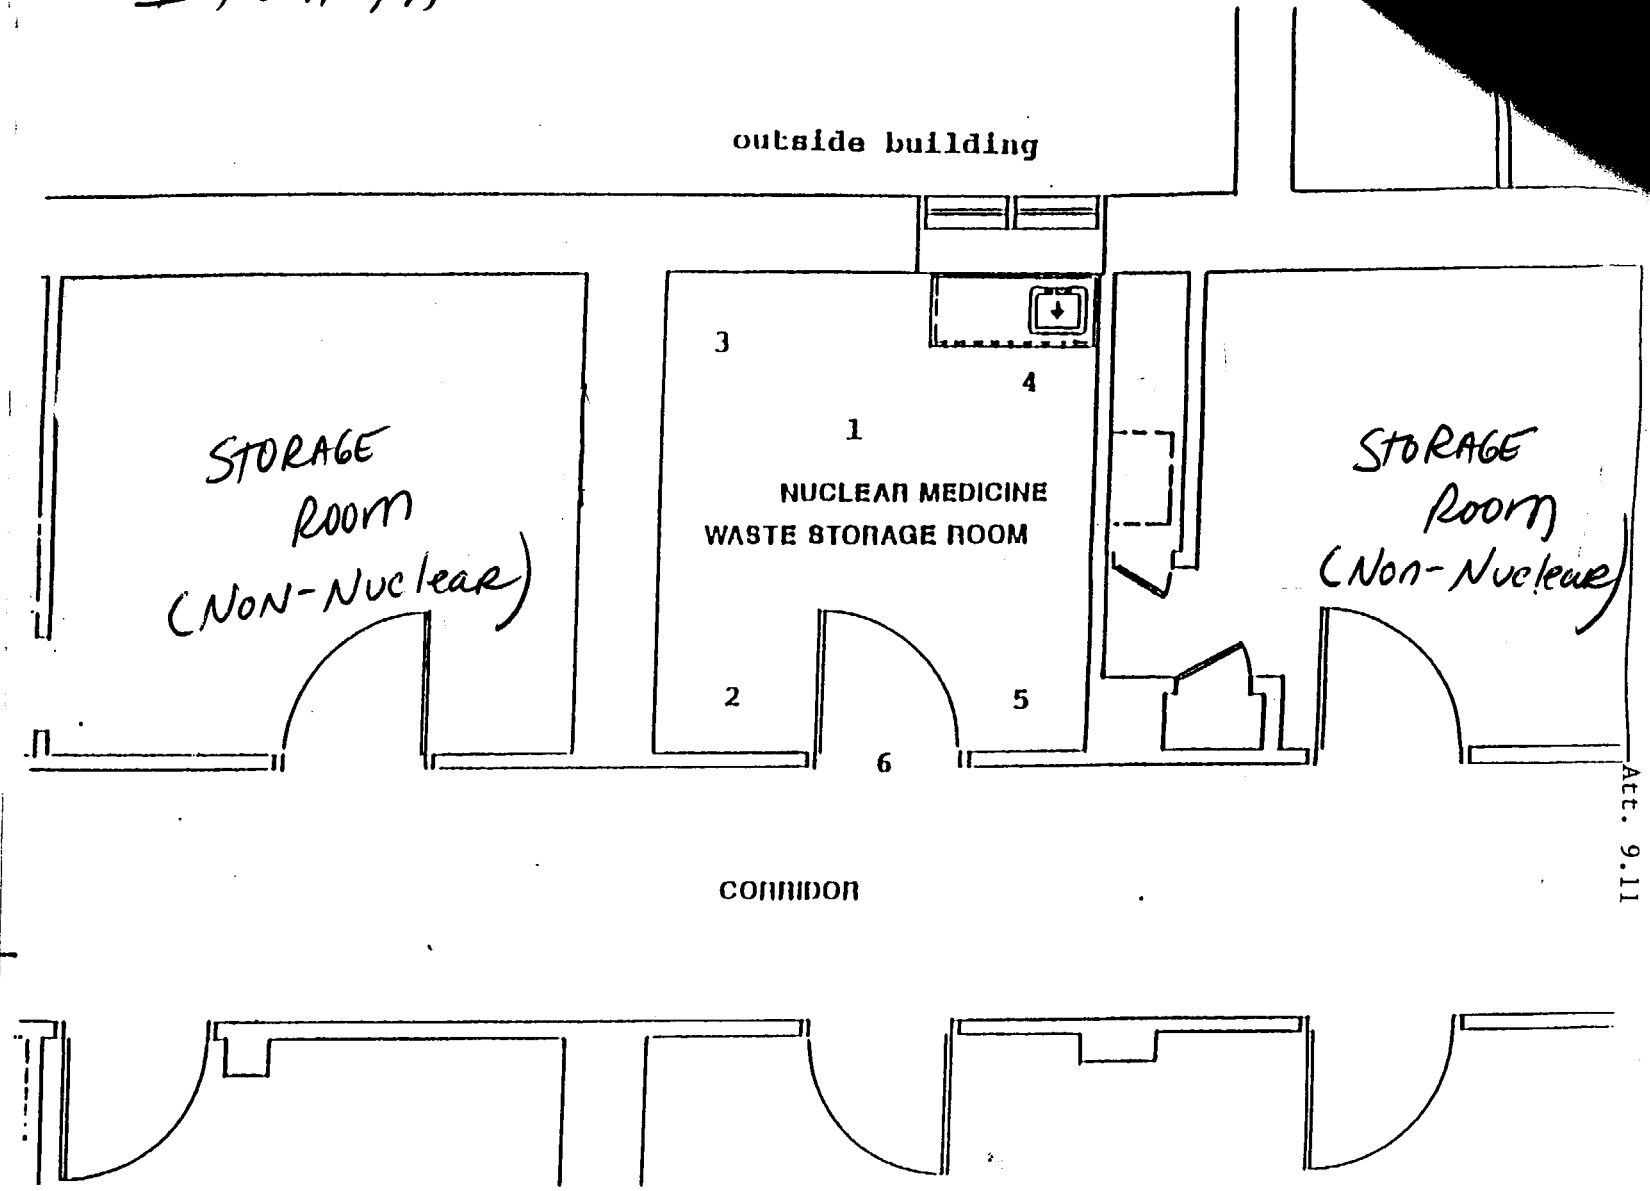 outside building
3
4
1
STORAGE
ROOM
(NON-Nuclear)
NUCLEAR MEDICINE
WASTE STORAGE ROOM
STORAGE
Room
(Non-Nuclear)
2
5
6
CORRIDOR
Att. 9.11